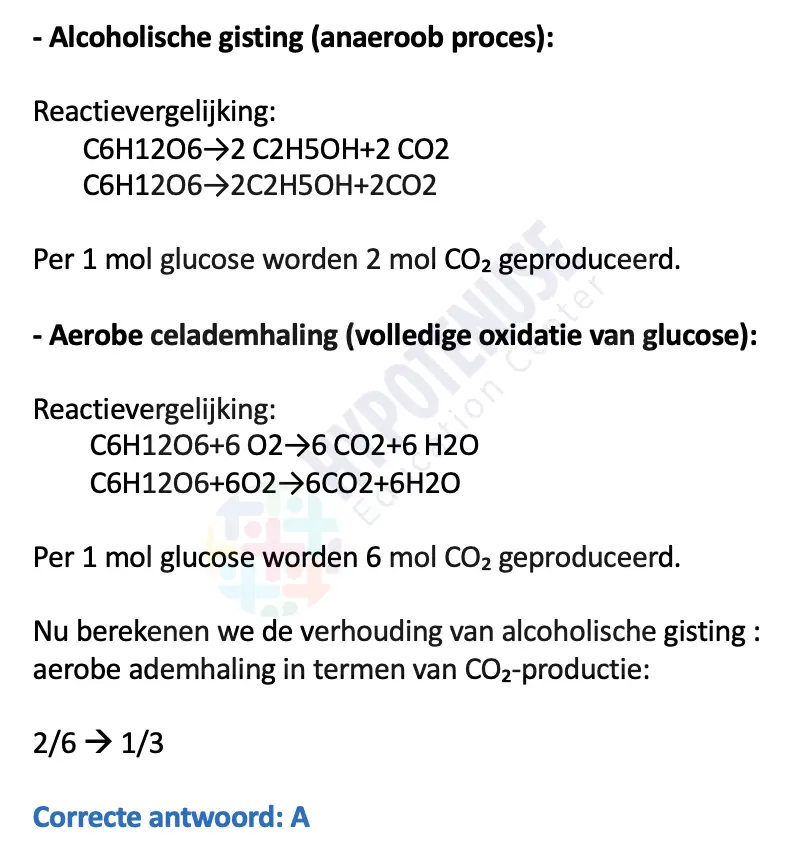 - Alcoholische gisting (anaeroob proces):
Reactievergelijking:
C6H12O6→2 C2H5OH+2 CO2
C6H12O6→2C2H5OH+2CO2
Per 1 mol glucose worden 2 mol CO₂ geproduceerd.
- Aerobe celademhaling (volledige oxidatie van glucose):
Reactievergelijking:
C6H12O6+6 O2→6 CO2+6 H2O
C6H12O6+6O2→6CO2+6H2O
Per 1 mol glucose worden 6 mol CO₂ geproduceerd.
Nu berekenen we de verhouding van alcoholische gisting :
aerobe ademhaling in termen van CO₂-productie:
2/6 → 1/3
Correcte antwoord: A
HYPOTENUSE
Education Center